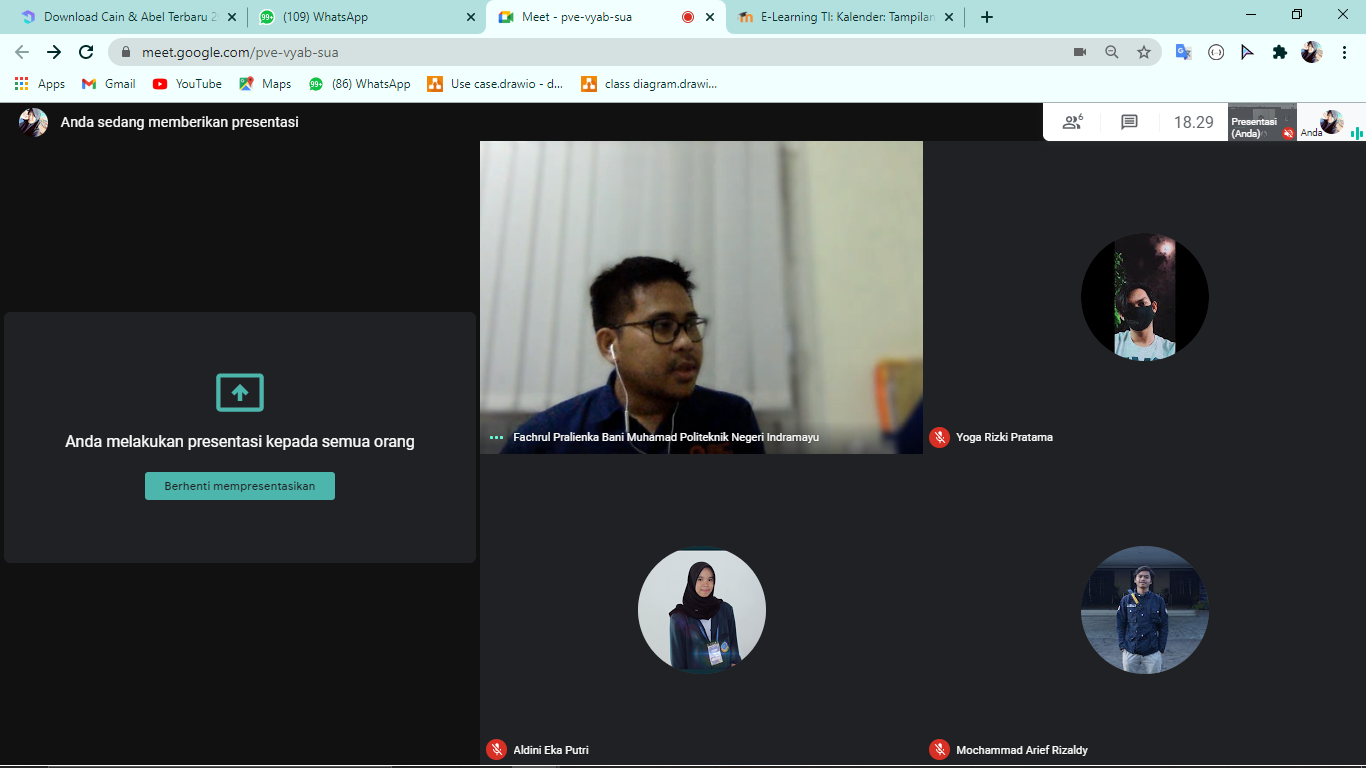 Download Cain & Abel Terbaru 2
(109) WhatsApp
Meet - pve-vyab-sua
E-Learning TI: Kalender: Tampilan
meet.google.com/pve-vyab-sua
Apps
Gmail
YouTube
Maps
(86) WhatsApp
Use case.drawio - d...
class diagram.drawi...
Anda sedang memberikan presentasi
6
18.29
Presentasi
(Anda)
Anda
Anda melakukan presentasi kepada semua orang
Berhenti mempresentasikan
Fachrul Pralienka Bani Muhamad Politeknik Negeri Indramayu
Yoga Rizki Pratama
Aldini Eka Putri
Mochammad Arief Rizaldy